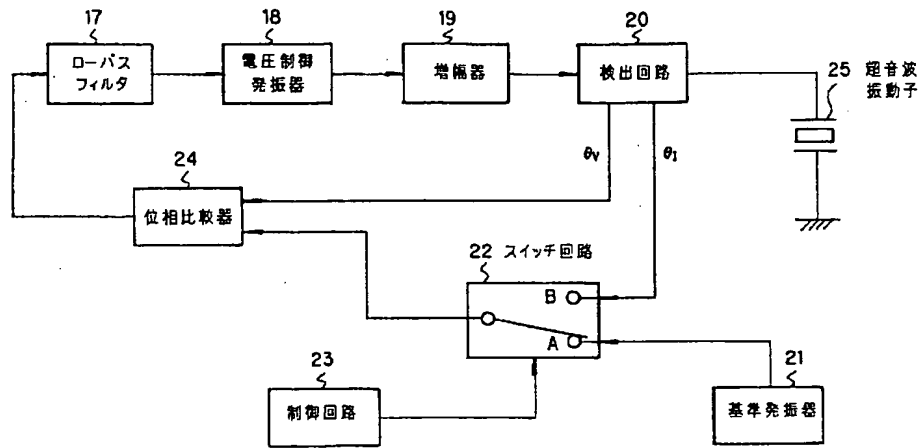 17
ローパス
フィルタ
18
電圧制御
発振器
19
増幅器
20
検出回路
25 超音波
振動子
θV
θI
24
位相比較器
22 スイッチ回路
B
A
23
制御回路
21
基準発振器